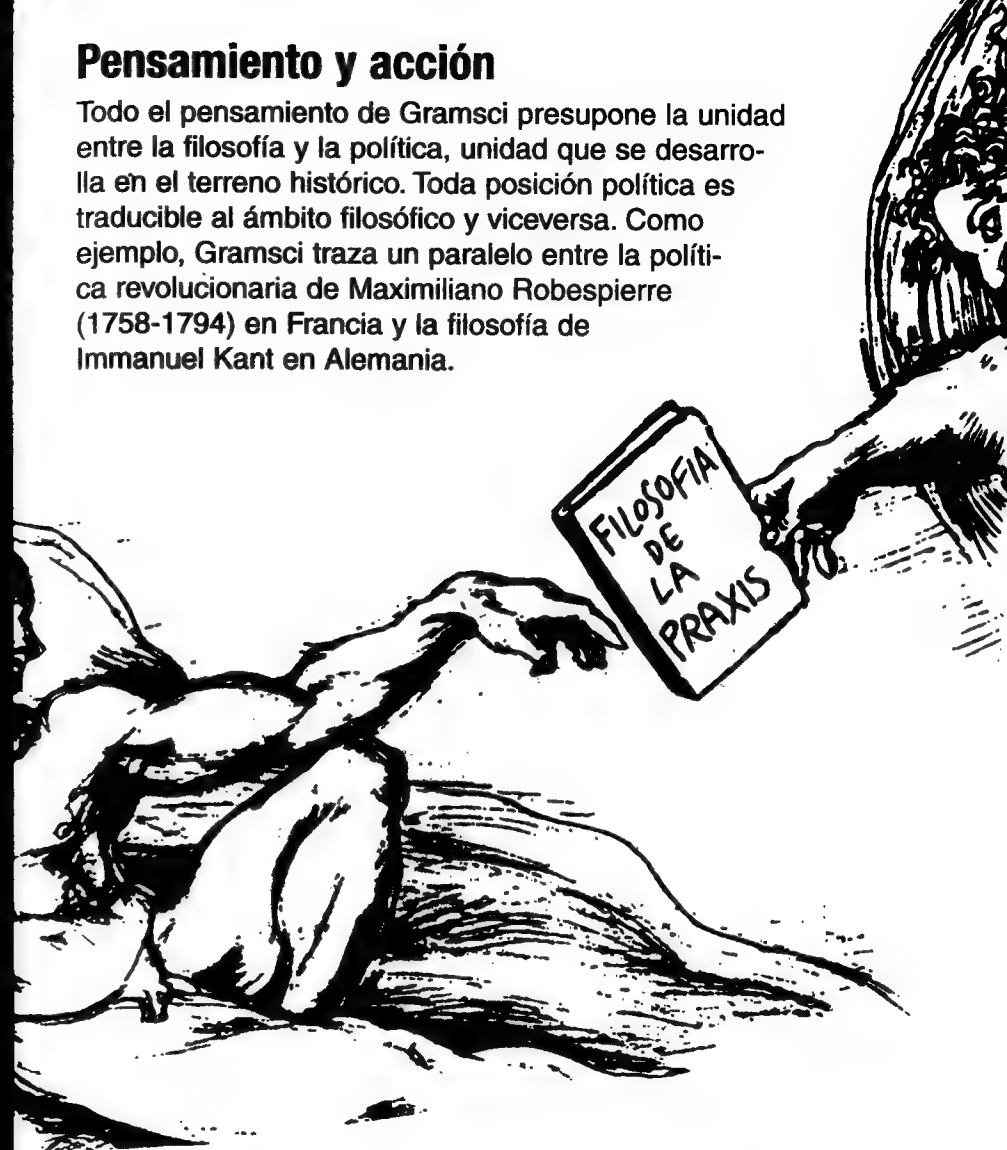 Pensamiento y acción
Todo el pensamiento de Gramsci presupone la unidad
entre la filosofía y la política, unidad que se desarro-
lla en el terreno histórico. Toda posición política es
traducible al ámbito filosófico y viceversa. Como
ejemplo, Gramsci traza un paralelo entre la políti-
ca revolucionaria de Maximiliano Robespierre
(1758-1794) en Francia y la filosofía de
Immanuel Kant en Alemania.
FILOSOFIA
DE
LA
PRAXIS